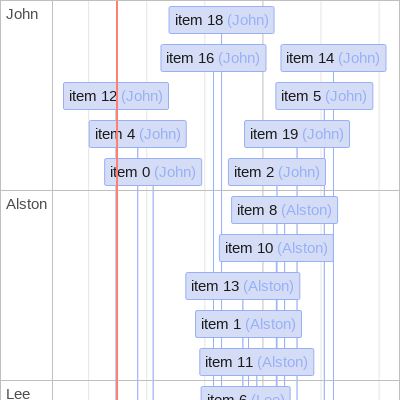 John
item 18 (John)
item 16 (John)
item 14 (John)
item 12 (John)
item 5 (John)
item 4 (John)
item 19 (John)
item 0 (John)
item 2 (John)
Alston
item 8 (Alston)
item 10 (Alston)
item 13 (Alston)
item 1 (Alston)
item 11 (Alston)
Lee
item 6 (Lee)